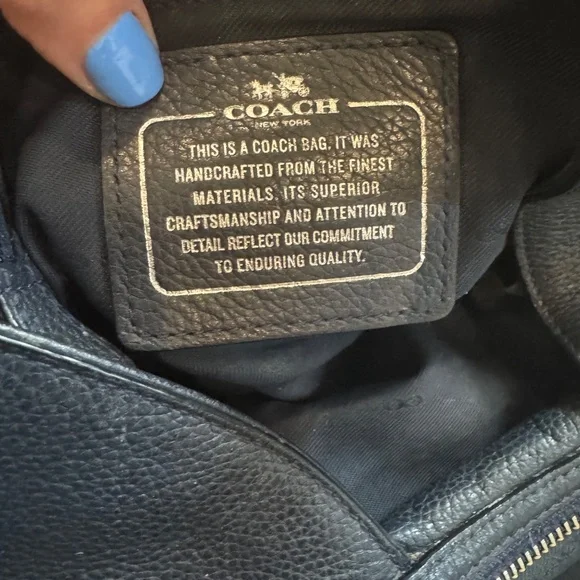 COACH
NEW YORK
THIS IS A COACH BAG. IT WAS
HANDCRAFTED FROM THE FINEST
MATERIALS. ITS SUPERIOR
CRAFTSMANSHIP AND ATTENTION TO
DETAIL REFLECT OUR COMMITMENT
TO ENDURING QUALITY.